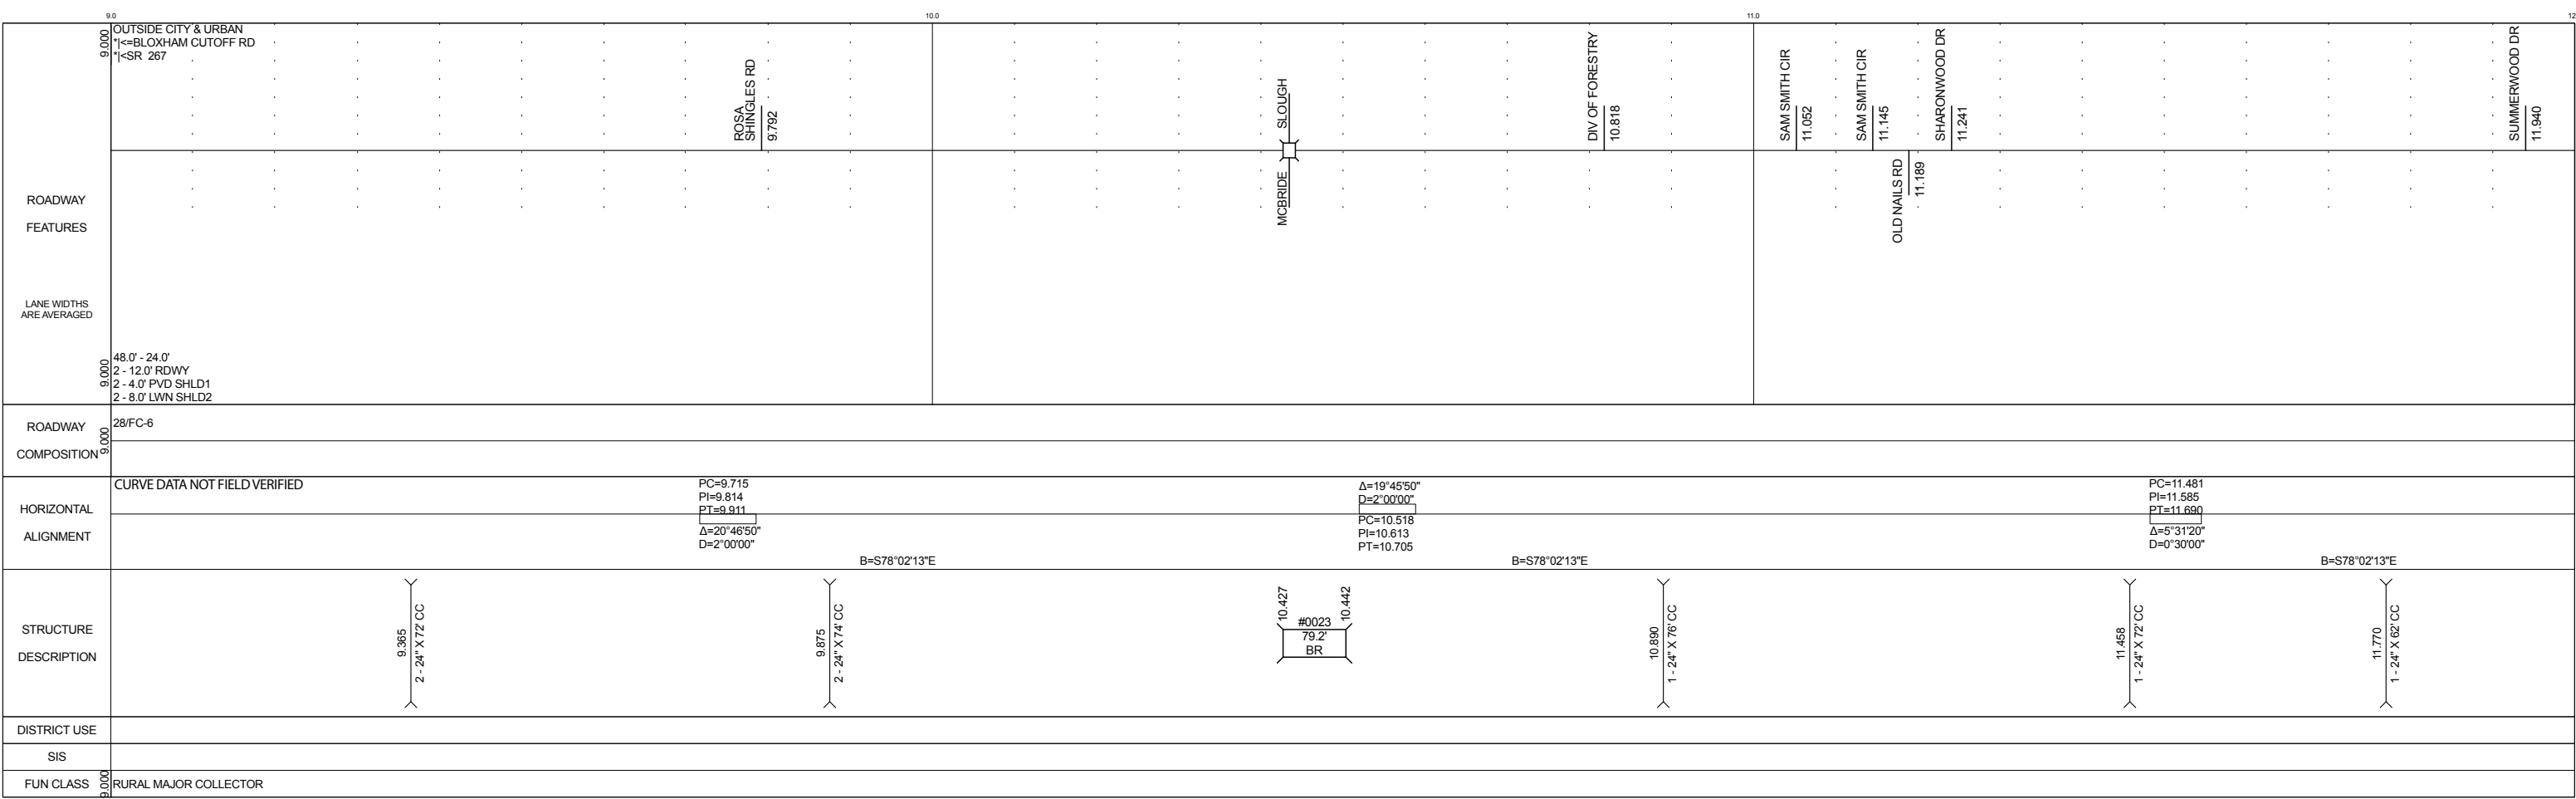 9.0
10.0
11.0
12
9.000
OUTSIDE CITY & URBAN
*|<=BLOXHAM CUTOFF RD
*|<SR 267
ROSA
SHINGLES RD
9.792
SLOUGH
MCBRIDE
DIV OF FORESTRY
10.818
SAM SMITH CIR
11.052
SAM SMITH CIR
11.145
OLD NAILS RD
11.189
SHARONWOOD DR
11.241
SUMMERWOOD DR
11.940
ROADWAY
FEATURES
LANE WIDTHS
ARE AVERAGED
9.000
48.0' - 24.0'
2 - 12.0' RDWY
2 - 4.0' PVD SHLD1
2 - 8.0' LWN SHLD2
ROADWAY
COMPOSITION
9.000
28/FC-6
HORIZONTAL
ALIGNMENT
CURVE DATA NOT FIELD VERIFIED
PC=9.715
PI=9.814
PT=9.911
Δ=20°46'50"
D=2°00'00"
B=S78°02'13"E
Δ=19°45'50"
D=2°00'00"
PC=10.518
PI=10.613
PT=10.705
B=S78°02'13"E
PC=11.481
PI=11.585
PT=11.690
Δ=5°31'20"
D=0°30'00"
B=S78°02'13"E
STRUCTURE
DESCRIPTION
9.365
2 - 24" X 72' CC
9.875
2 - 24" X 74' CC
10.427
10.442
#0023
79.2'
BR
10.890
1 - 24" X 76' CC
11.458
1 - 24" X 72' CC
11.770
1 - 24" X 62' CC
DISTRICT USE
SIS
FUN CLASS
9.000
RURAL MAJOR COLLECTOR